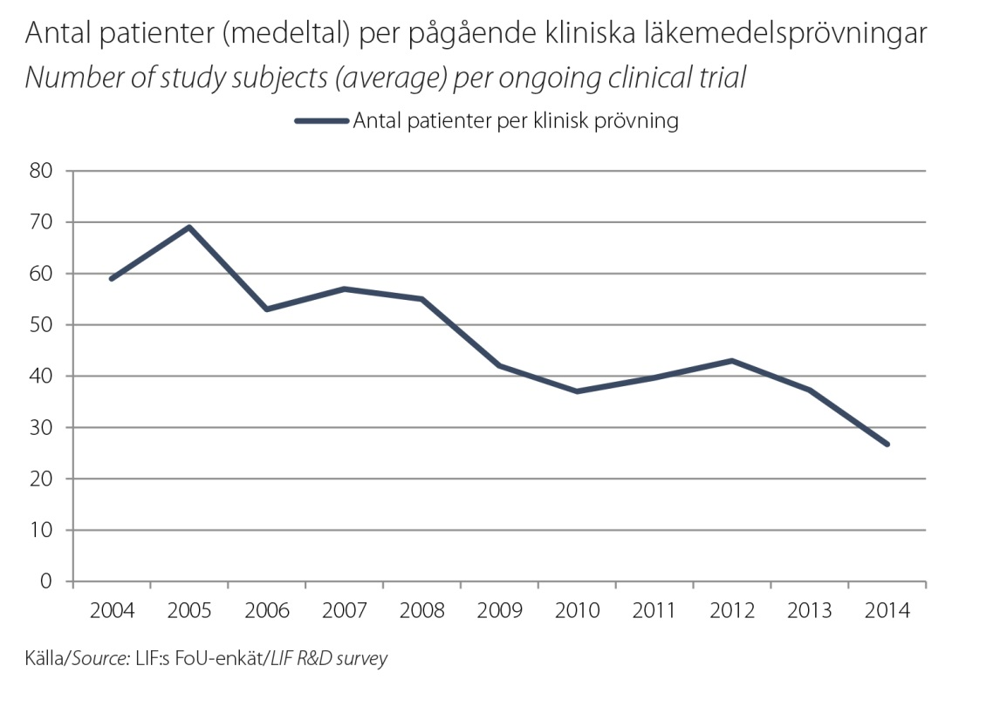 Antal patienter (medeltal) per pågående kliniska läkemedelsprövningar
Number of study subjects (average) per ongoing clinical trial
Antal patienter per klinisk prövning
80
70
60
50
40
30
20
10
0
2004 2005 2006 2007 2008 2009 2010 2011 2012 2013 2014
Källa/Source: LIF:s FoU-enkät/LIF R&D survey